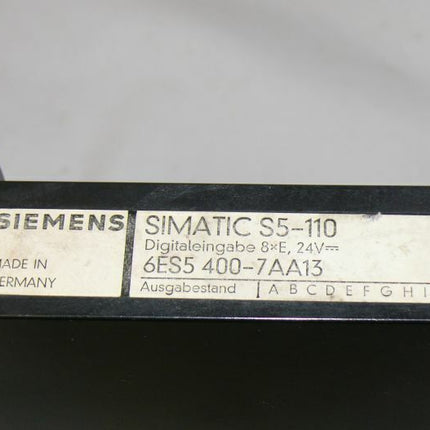 SIEMENS
MADE IN
GERMANY
SIMATIC S5-110
Digitaleingabe 8×E, 24V⎓
6ES5 400-7AA13
Ausgabestand A B C D E F G H I